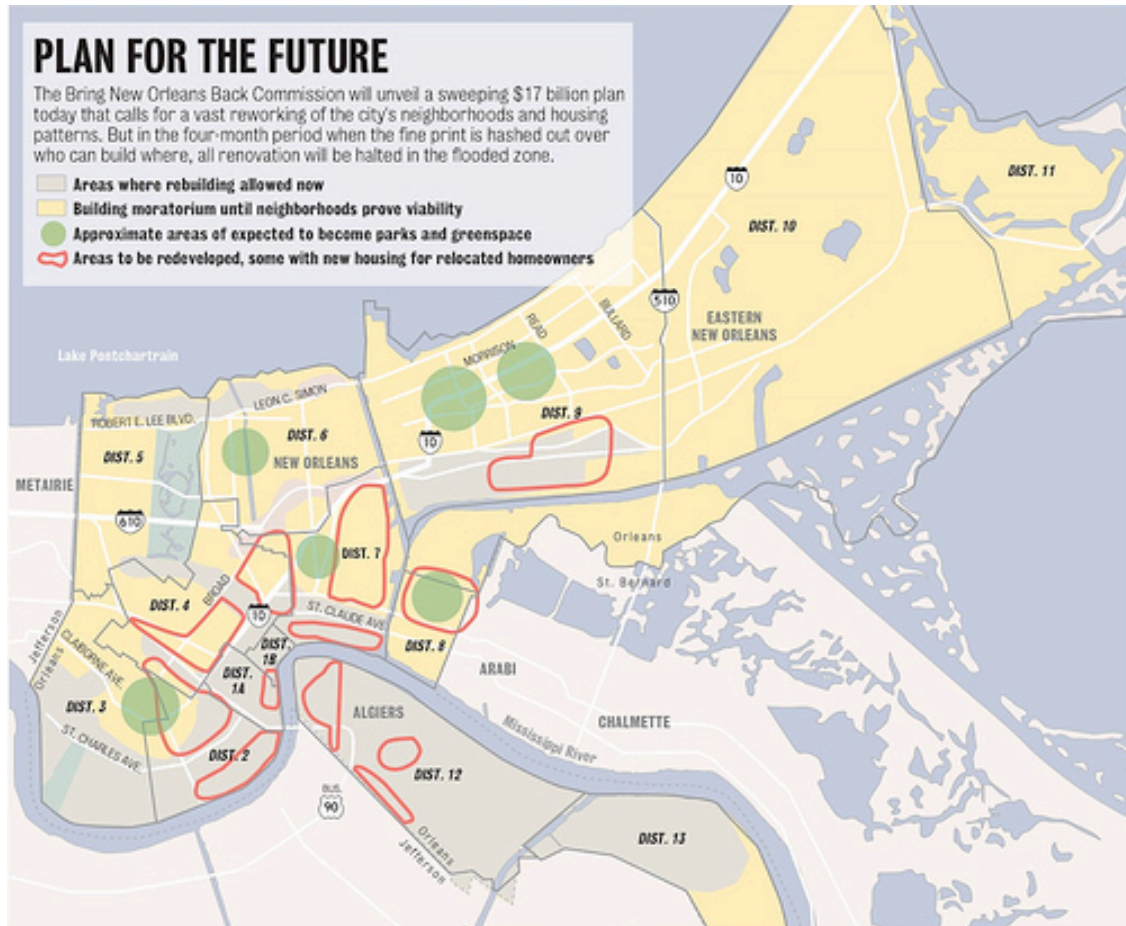 PLAN FOR THE FUTURE
The Bring New Orleans Back Commission will unveil a sweeping $17 billion plan
today that calls for a vast reworking of the city's neighborhoods and housing
patterns. But in the four-month period when the fine print is hashed out over
who can build where, all renovation will be halted in the flooded zone.
Areas where rebuilding allowed now
Building moratorium until neighborhoods prove viability
Approximate areas of expected to become parks and greenspace
Areas to be redeveloped, some with new housing for relocated homeowners
DIST. 11
10
DIST. 10
510
EASTERN
NEW ORLEANS
BULLARD
READ
MORRISON
Lake Pontchartrain
LEON C. SIMON
ROBERT E. LEE BLVD.
DIST. 9
DIST. 6
10
DIST. 5
NEW ORLEANS
METAIRIE
610
Orleans
St. Bernard
DIST. 7
BROAD
DIST. 4
10
ST. CLAUDE AVE.
Jefferson
Orleans
CLAIBORNE AVE.
DIST.
1B
DIST. 8
DIST.
1A
ARABI
DIST. 3
ALGIERS
CHALMETTE
Mississippi River
ST. CHARLES AVE.
DIST. 2
DIST. 12
BUS.
90
Orleans
Jefferson
DIST. 13